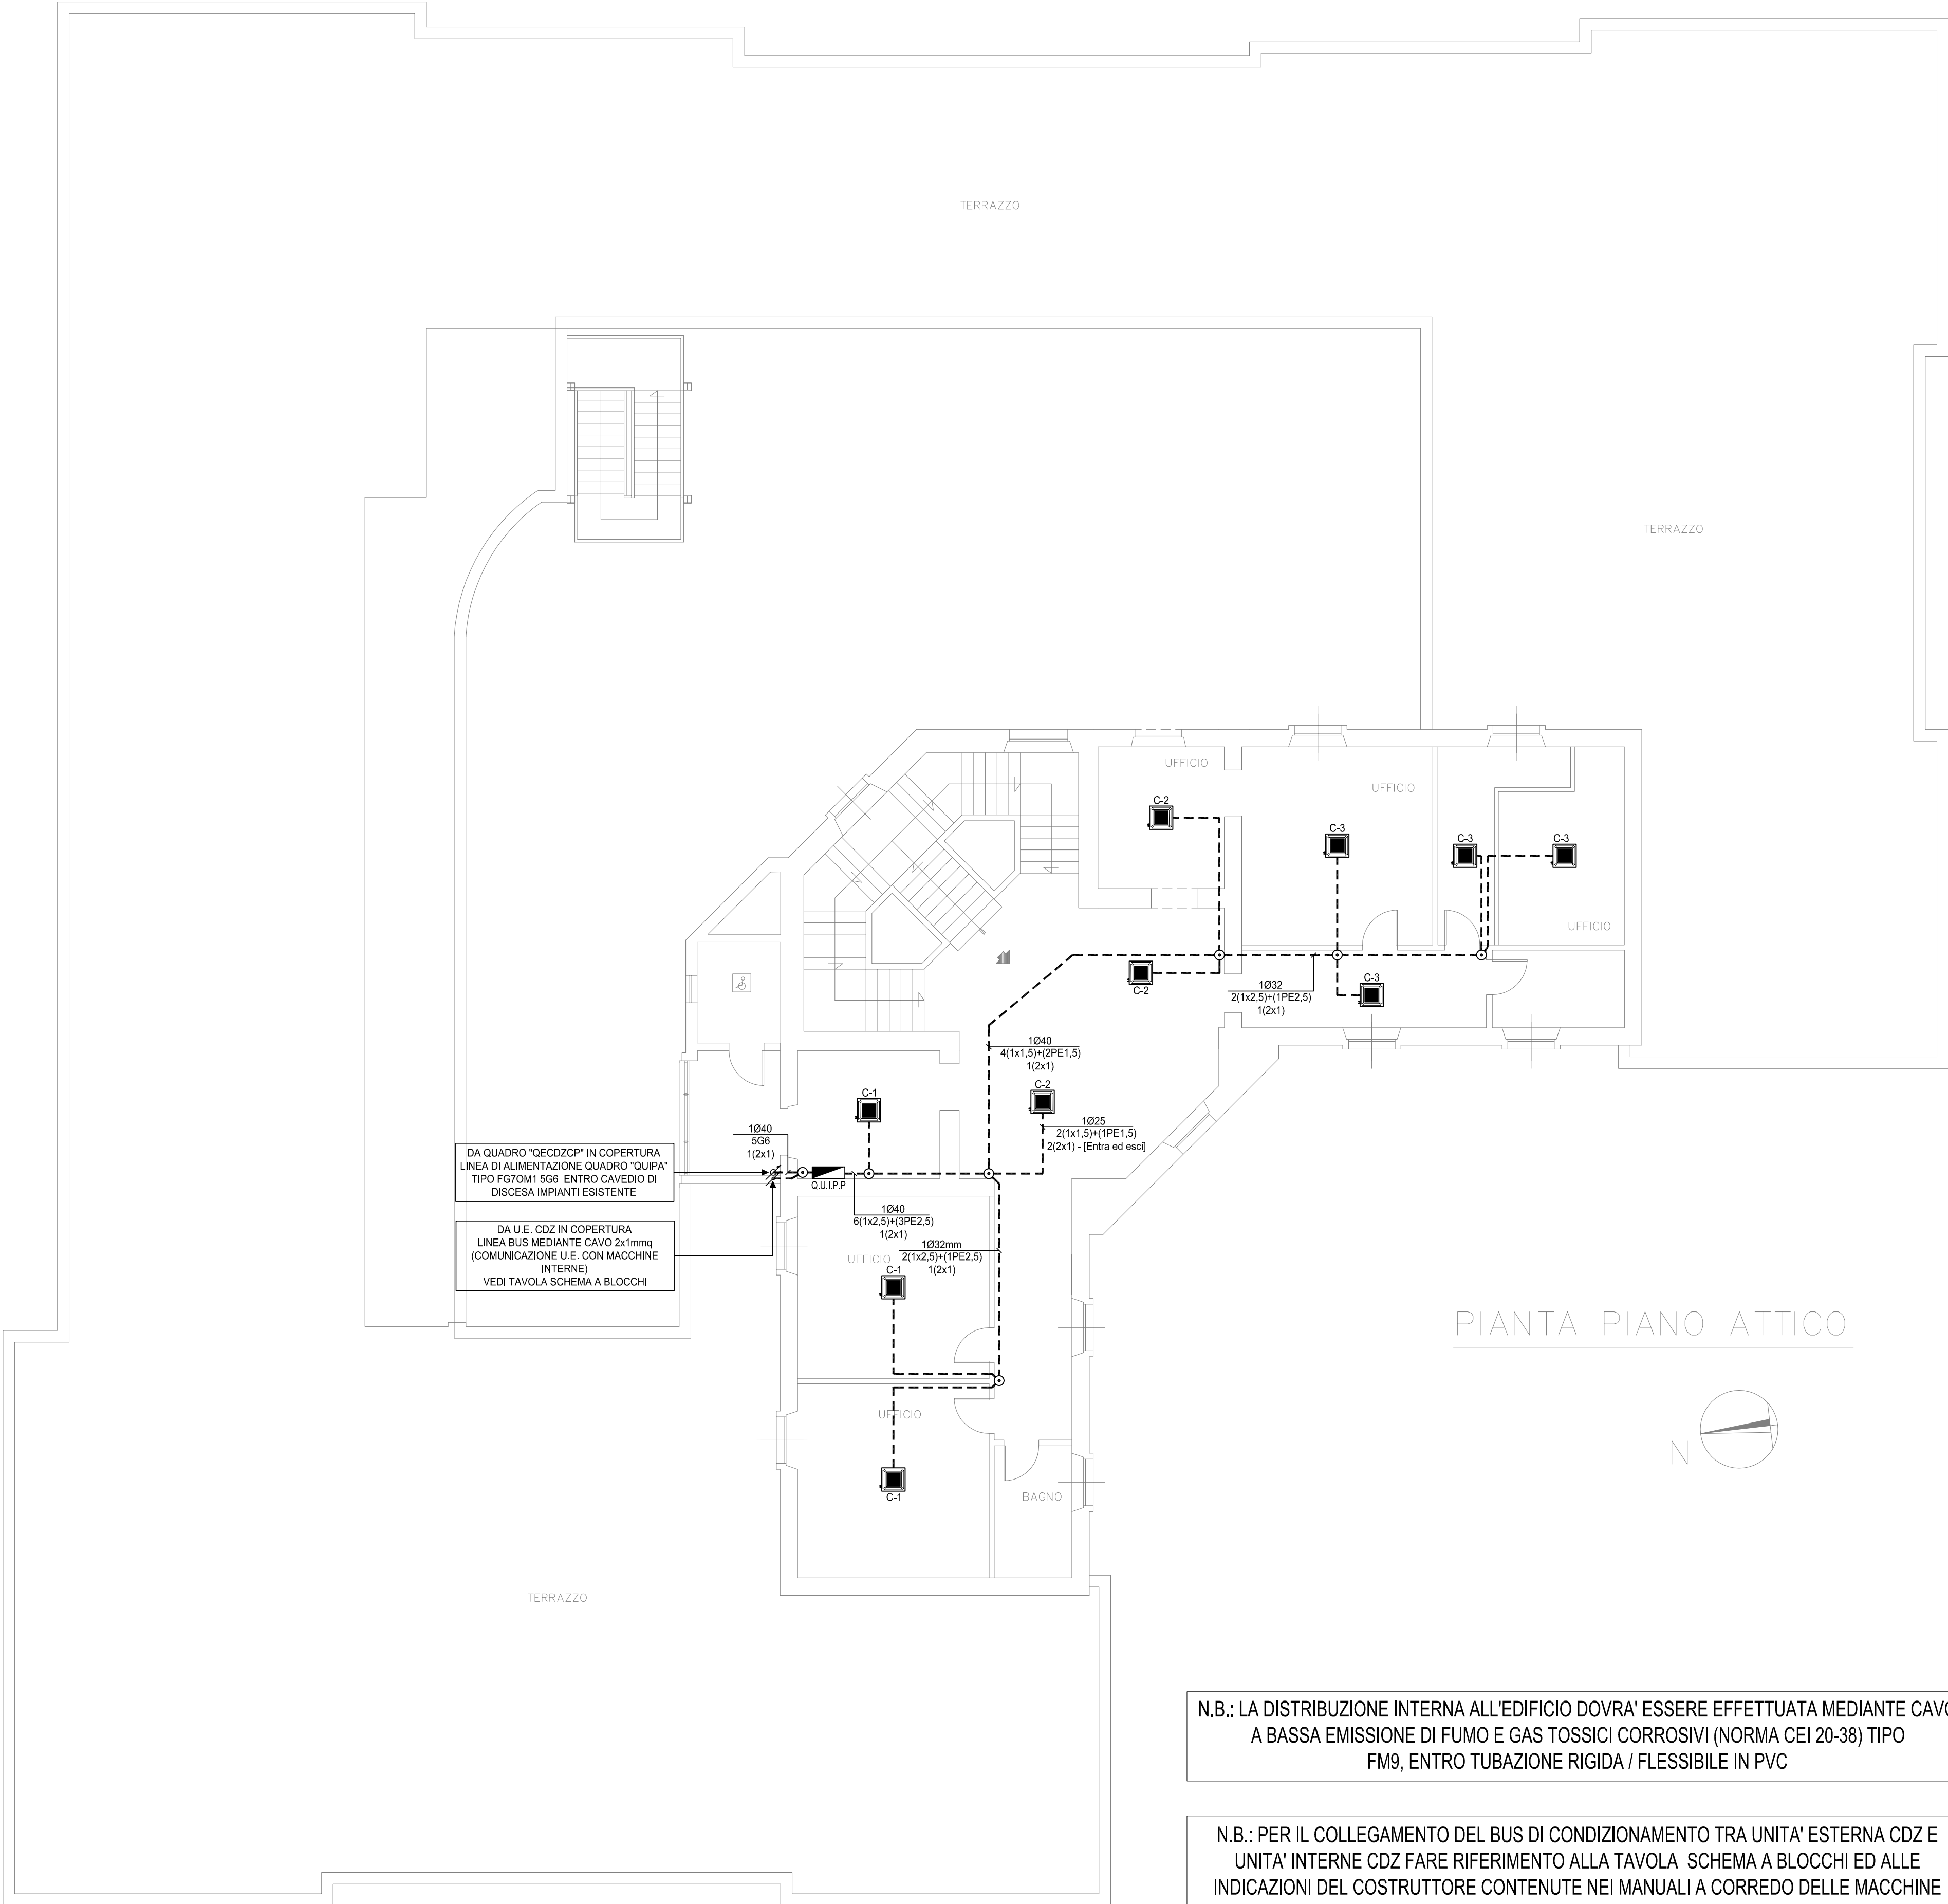 TERRAZZO
TERRAZZO
UFFICIO
UFFICIO
C-2
C-3
C-3
C-3
UFFICIO
C-2
C-3
1Ø32
2(1x2,5)+(1PE2,5)
1(2x1)
1Ø40
4(1x1,5)+(2PE1,5)
1(2x1)
C-1
C-2
1Ø25
2(1x1,5)+(1PE1,5)
2(2x1) - [Entra ed esci]
1Ø40
5G6
1(2x1)
DA QUADRO "QECDZCP" IN COPERTURA
LINEA DI ALIMENTAZIONE QUADRO "QUIPA"
TIPO FG7OM1 5G6 ENTRO CAVEDIO DI
DISCESA IMPIANTI ESISTENTE
Q.U.I.P.P
1Ø40
6(1x2,5)+(3PE2,5)
1(2x1)
DA U.E. CDZ IN COPERTURA
LINEA BUS MEDIANTE CAVO 2x1mmq
(COMUNICAZIONE U.E. CON MACCHINE
INTERNE)
VEDI TAVOLA SCHEMA A BLOCCHI
1Ø32mm
2(1x2,5)+(1PE2,5)
1(2x1)
UFFICIO
C-1
PIANTA PIANO ATTICO
UFFICIO
N
C-1
BAGNO
TERRAZZO
N.B.: LA DISTRIBUZIONE INTERNA ALL'EDIFICIO DOVRA' ESSERE EFFETTUATA MEDIANTE CAVO
A BASSA EMISSIONE DI FUMO E GAS TOSSICI CORROSIVI (NORMA CEI 20-38) TIPO
FM9, ENTRO TUBAZIONE RIGIDA / FLESSIBILE IN PVC
N.B.: PER IL COLLEGAMENTO DEL BUS DI CONDIZIONAMENTO TRA UNITA' ESTERNA CDZ E
UNITA' INTERNE CDZ FARE RIFERIMENTO ALLA TAVOLA SCHEMA A BLOCCHI ED ALLE
INDICAZIONI DEL COSTRUTTORE CONTENUTE NEI MANUALI A CORREDO DELLE MACCHINE